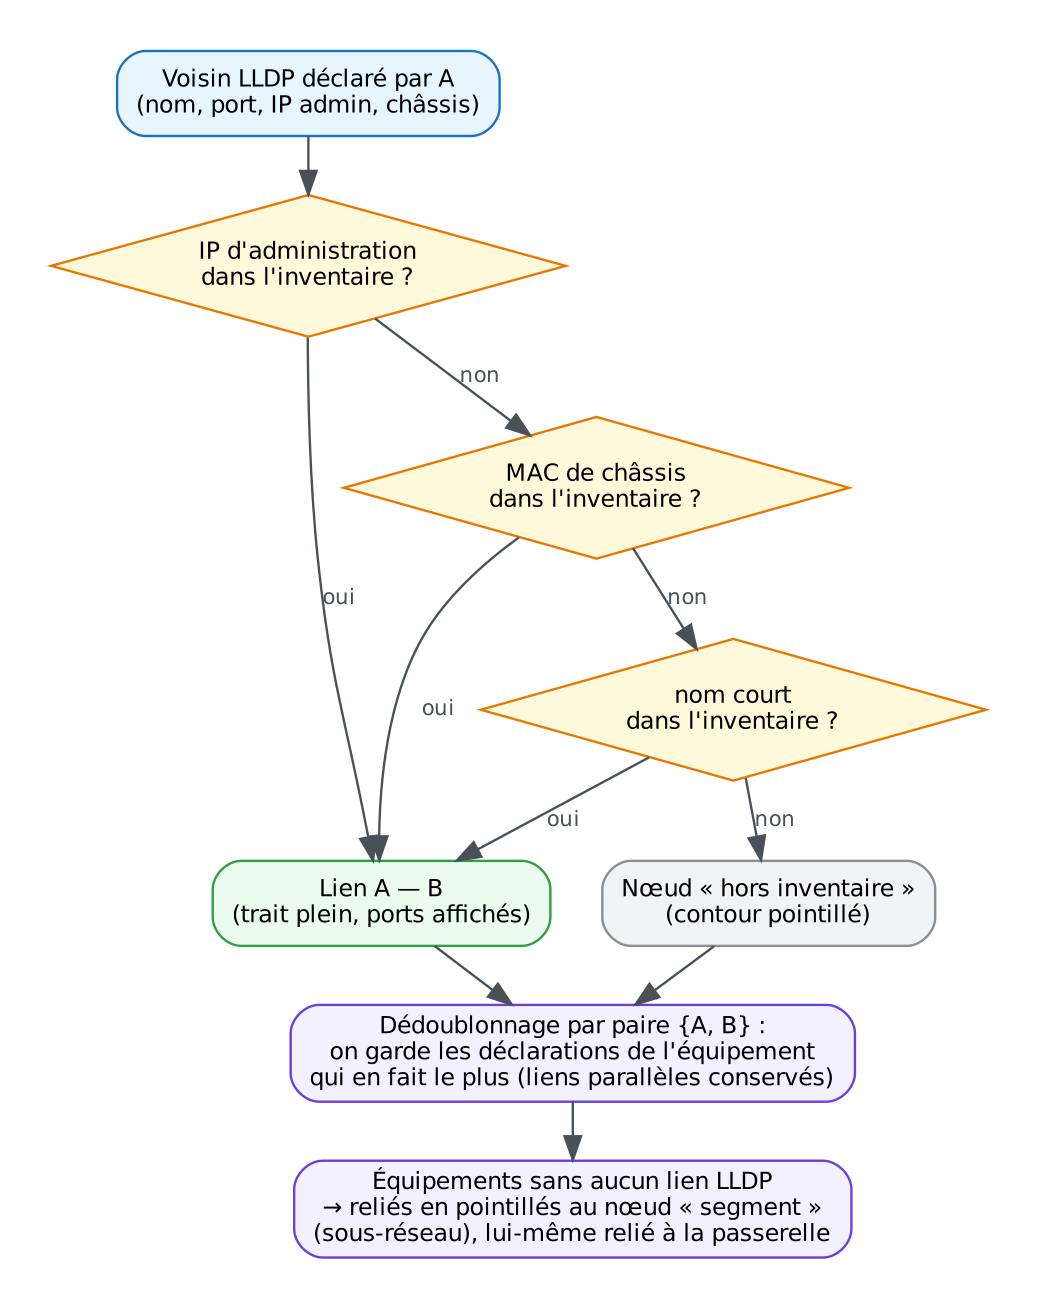 Voisin LLDP déclaré par A
(nom, port, IP admin, châssis)
IP d'administration
dans l'inventaire ?
non
MAC de châssis
dans l'inventaire ?
oui
non
oui
nom court
dans l'inventaire ?
oui
non
Lien A — B
(trait plein, ports affichés)
Nœud « hors inventaire »
(contour pointillé)
Dédoublonnage par paire {A, B} :
on garde les déclarations de l'équipement
qui en fait le plus (liens parallèles conservés)
Équipements sans aucun lien LLDP
→ reliés en pointillés au nœud « segment »
(sous-réseau), lui-même relié à la passerelle